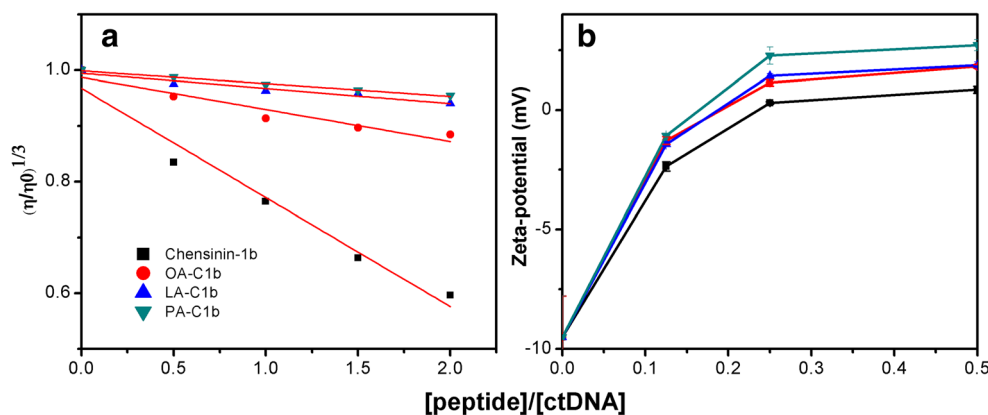 a
(η/η0)^1/3
1.0
0.8
0.6
Chensinin-1b
OA-C1b
LA-C1b
PA-C1b
0.0 0.5 1.0 1.5 2.0
b
Zeta-potential (mV)
0
-5
-10
0.0 0.1 0.2 0.3 0.4 0.5
[peptide]/[ctDNA]